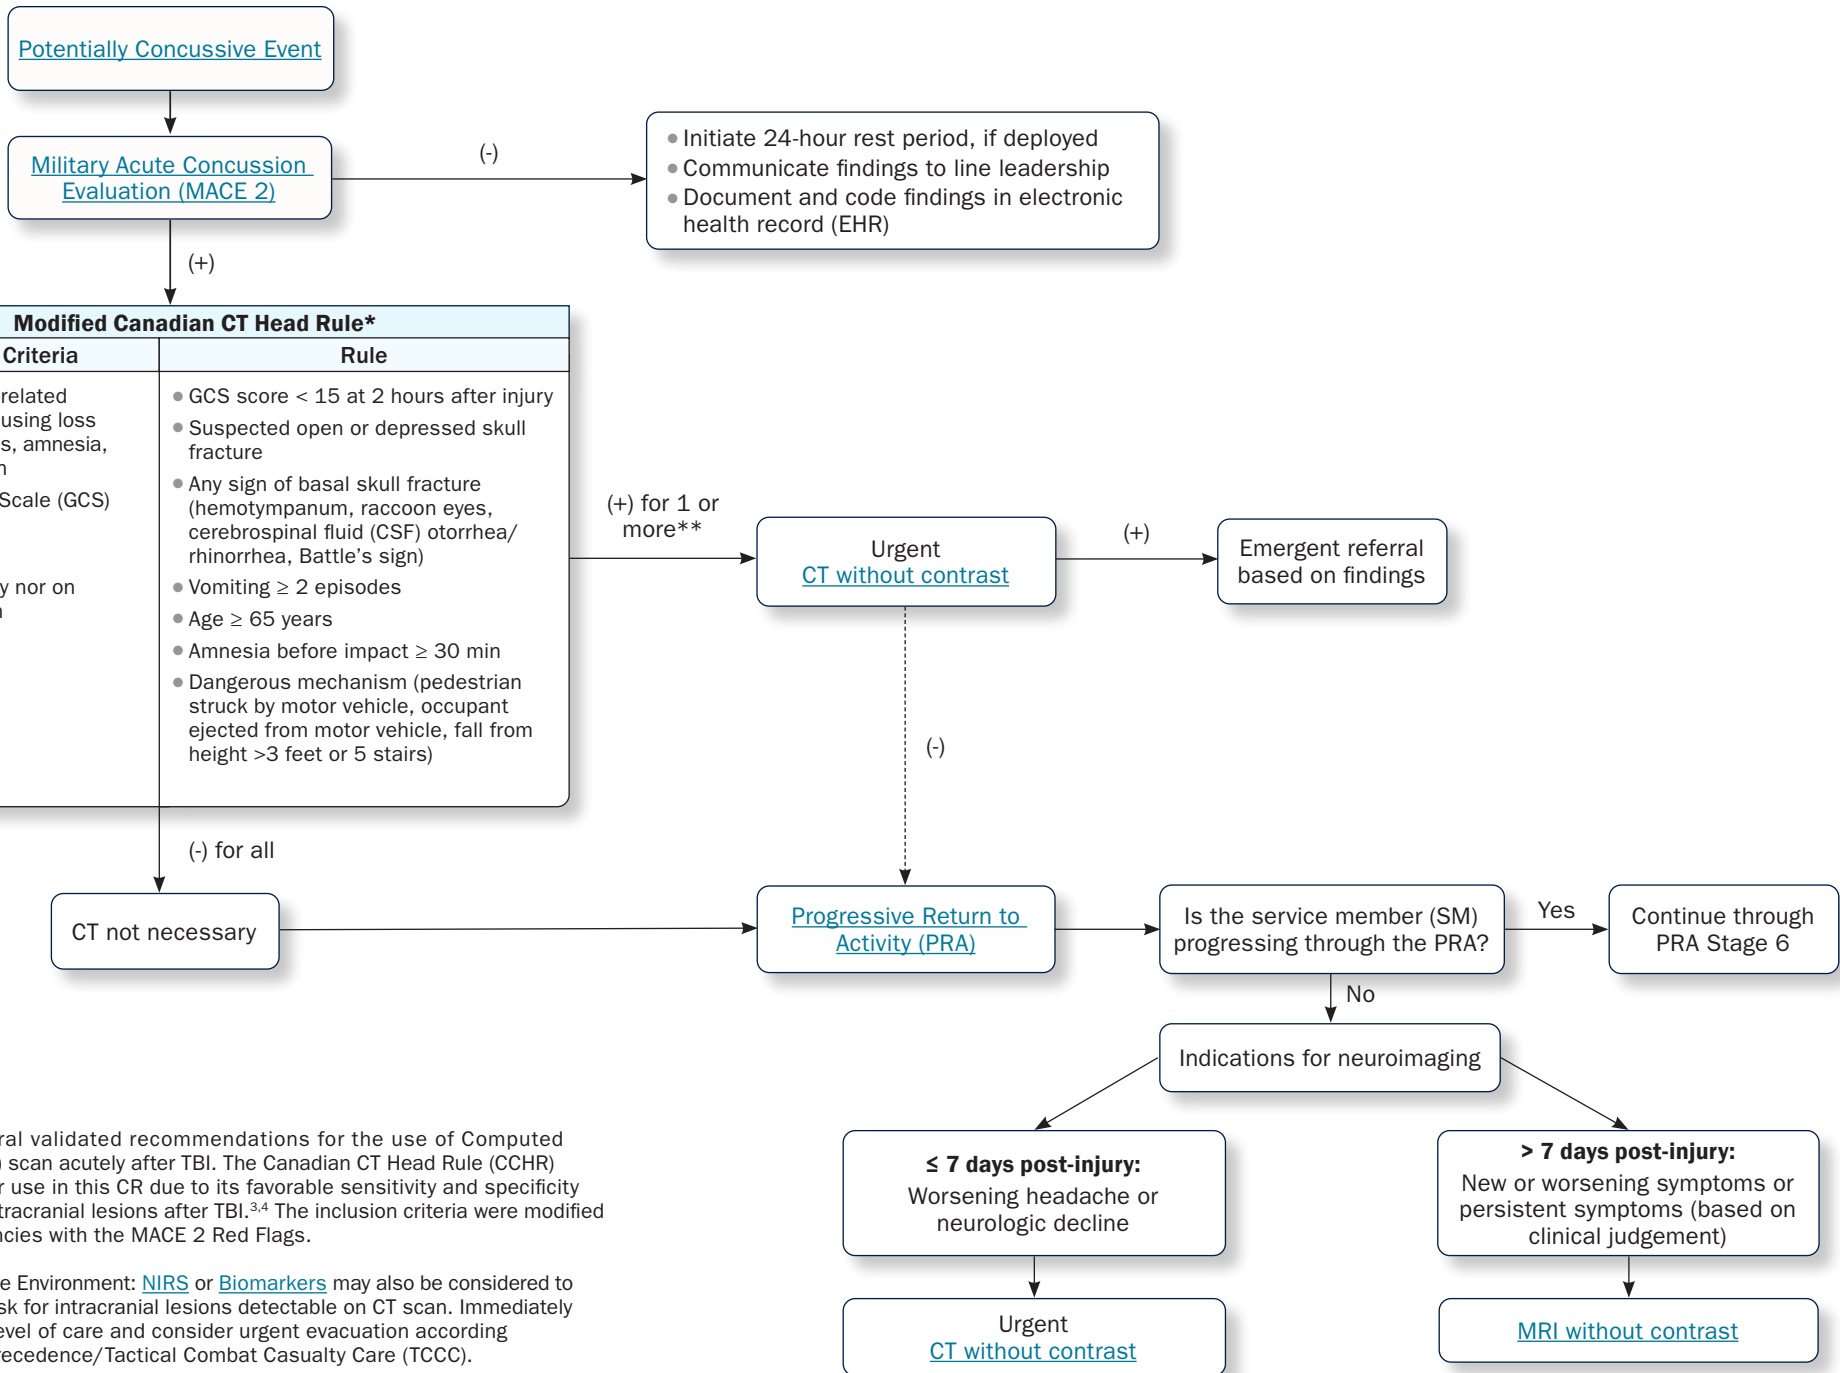 Potentially Concussive Event
Military Acute Concussion
Evaluation (MACE 2)
(-)
• Initiate 24-hour rest period, if deployed
• Communicate findings to line leadership
• Document and code findings in electronic
health record (EHR)
(+)
Modified Canadian CT Head Rule*
Criteria
related
using loss
s, amnesia,
Scale (GCS)
y nor on
Rule
• GCS score < 15 at 2 hours after injury
• Suspected open or depressed skull
fracture
• Any sign of basal skull fracture
(hemotympanum, raccoon eyes,
cerebrospinal fluid (CSF) otorrhea/
rhinorrhea, Battle's sign)
• Vomiting ≥ 2 episodes
• Age ≥ 65 years
• Amnesia before impact ≥ 30 min
• Dangerous mechanism (pedestrian
struck by motor vehicle, occupant
ejected from motor vehicle, fall from
height >3 feet or 5 stairs)
(+) for 1 or
more**
Urgent
CT without contrast
(+)
Emergent referral
based on findings
(-)
(-) for all
CT not necessary
Progressive Return to
Activity (PRA)
Is the service member (SM)
progressing through the PRA?
Yes
Continue through
PRA Stage 6
No
Indications for neuroimaging
≤ 7 days post-injury:
Worsening headache or
neurologic decline
Urgent
CT without contrast
> 7 days post-injury:
New or worsening symptoms or
persistent symptoms (based on
clinical judgement)
MRI without contrast
ral validated recommendations for the use of Computed
) scan acutely after TBI. The Canadian CT Head Rule (CCHR)
r use in this CR due to its favorable sensitivity and specificity
tracranial lesions after TBI.3,4 The inclusion criteria were modified
ncies with the MACE 2 Red Flags.
e Environment: NIRS or Biomarkers may also be considered to
sk for intracranial lesions detectable on CT scan. Immediately
evel of care and consider urgent evacuation according
recedence/Tactical Combat Casualty Care (TCCC).